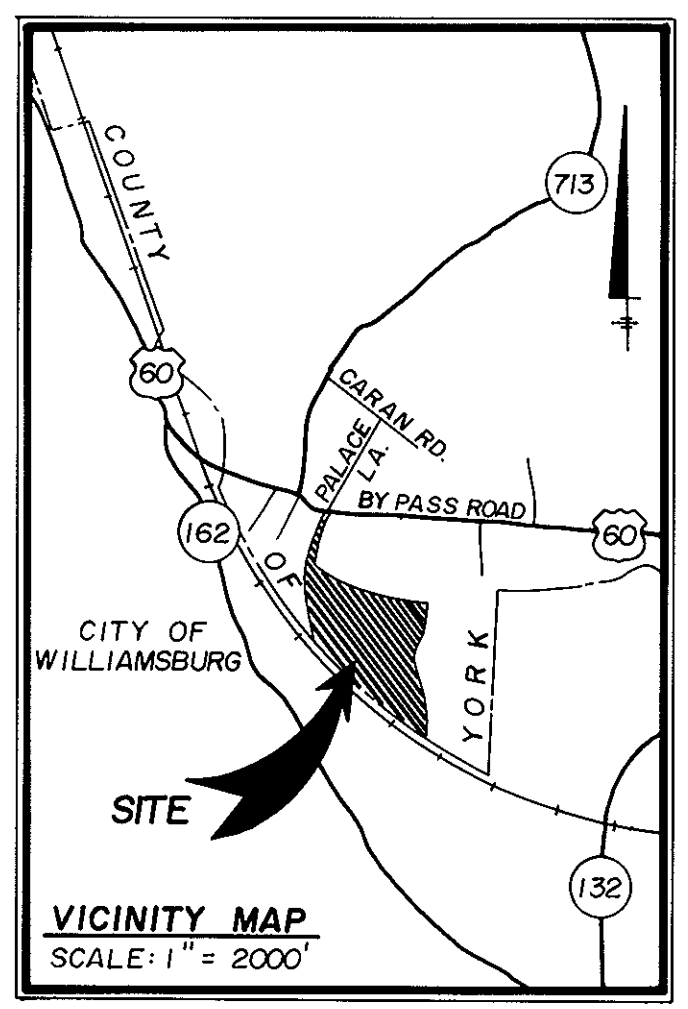 COUNTY
713
60
CARAN RD.
PALACE
LA.
BY PASS ROAD
60
162
OF
CITY OF
WILLIAMSBURG
YORK
SITE
132
VICINITY MAP
SCALE: 1" = 2000'